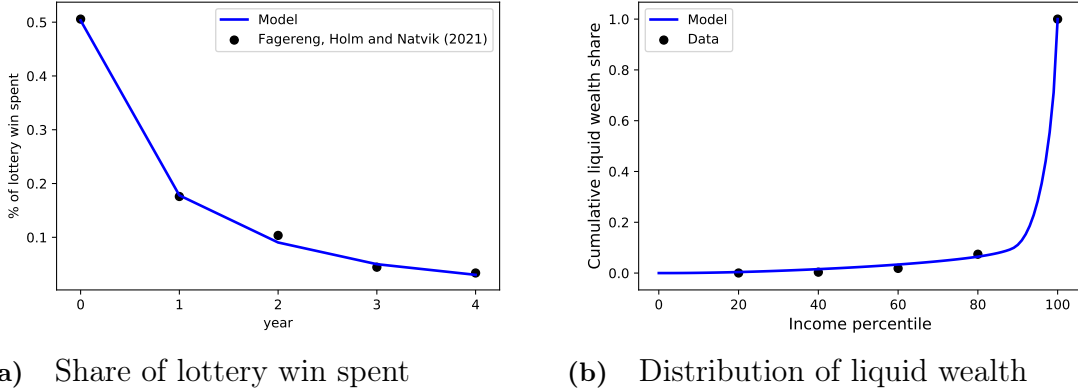 0.5
0.4
0.3
0.2
0.1
% of lottery win spent
Model
Fagereng, Holm and Natvik (2021)
0 1 2 3 4
year
a) Share of lottery win spent
1.0
0.8
0.6
0.4
0.2
0.0
Cumulative liquid wealth share
Model
Data
0 20 40 60 80 100
Income percentile
(b) Distribution of liquid wealth